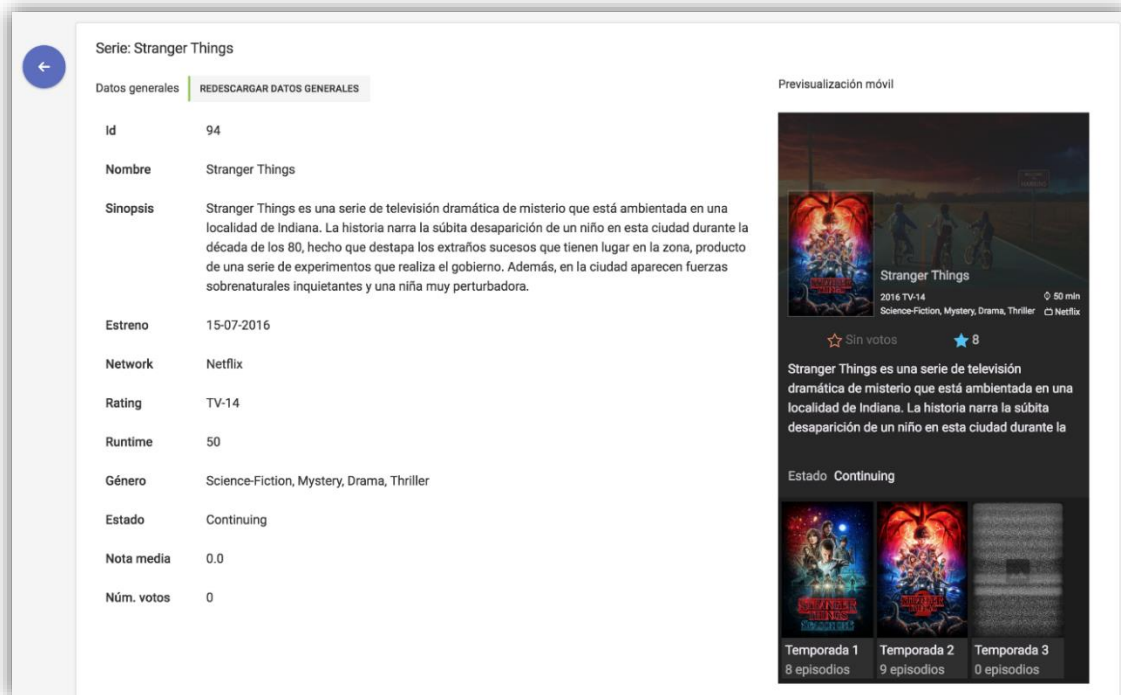 Serie: Stranger Things
Datos generales REDESCARGAR DATOS GENERALES
Id 94
Nombre Stranger Things
Sinopsis Stranger Things es una serie de televisión dramática de misterio que está ambientada en una
localidad de Indiana. La historia narra la súbita desaparición de un niño en esta ciudad durante la
década de los 80, hecho que destapa los extraños sucesos que tienen lugar en la zona, producto
de una serie de experimentos que realiza el gobierno. Además, en la ciudad aparecen fuerzas
sobrenaturales inquietantes y una niña muy perturbadora.
Estreno 15-07-2016
Network Netflix
Rating TV-14
Runtime 50
Género Science-Fiction, Mystery, Drama, Thriller
Estado Continuing
Nota media 0.0
Núm. votos 0
Previsualización móvil
Stranger Things
2016 TV-14 50 min
Science-Fiction, Mystery, Drama, Thriller Netflix
Sin votos 8
Stranger Things es una serie de televisión
dramática de misterio que está ambientada en una
localidad de Indiana. La historia narra la súbita
desaparición de un niño en esta ciudad durante la
Estado Continuing
Temporada 1 Temporada 2 Temporada 3
8 episodios 9 episodios 0 episodios